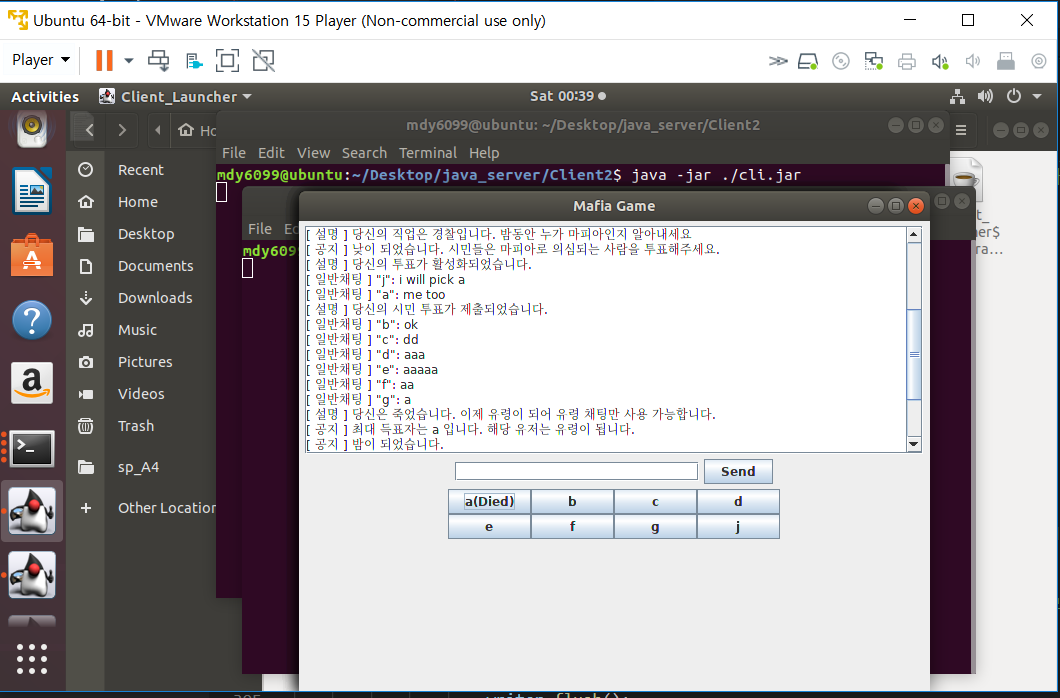 Ubuntu 64-bit - VMware Workstation 15 Player (Non-commercial use only)
Player
Activities
Client_Launcher
Sat 00:39
Ho
mdy6099@ubuntu: ~/Desktop/java_server/Client2
File Edit View Search Terminal Help
mdy6099@ubuntu:~/Desktop/java_server/Client2$ java -jar ./cli.jar
Recent
Home
Desktop
Documents
Downloads
Music
Pictures
Videos
Trash
sp_A4
Other Location
File Ed
mdy6099
Mafia Game
[ 설명 ] 당신의 직업은 경찰입니다. 밤동안 누가 마피아인지 알아내세요
[ 공지 ] 낮이 되었습니다. 시민들은 마피아로 의심되는 사람을 투표해주세요.
[ 설명 ] 당신의 투표가 활성화되었습니다.
[ 일반채팅 ] "j": i will pick a
[ 일반채팅 ] "a": me too
[ 설명 ] 당신의 시민 투표가 제출되었습니다.
[ 일반채팅 ] "b": ok
[ 일반채팅 ] "c": dd
[ 일반채팅 ] "d": aaa
[ 일반채팅 ] "e": aaaaa
[ 일반채팅 ] "f": aa
[ 일반채팅 ] "g": a
[ 설명 ] 당신은 죽었습니다. 이제 유령이 되어 유령 채팅만 사용 가능합니다.
[ 공지 ] 최대 득표자는 a 입니다. 해당 유저는 유령이 됩니다.
[ 공지 ] 밤이 되었습니다.
Send
a(Died) b c d
e f g j
t_
ner$
ra...